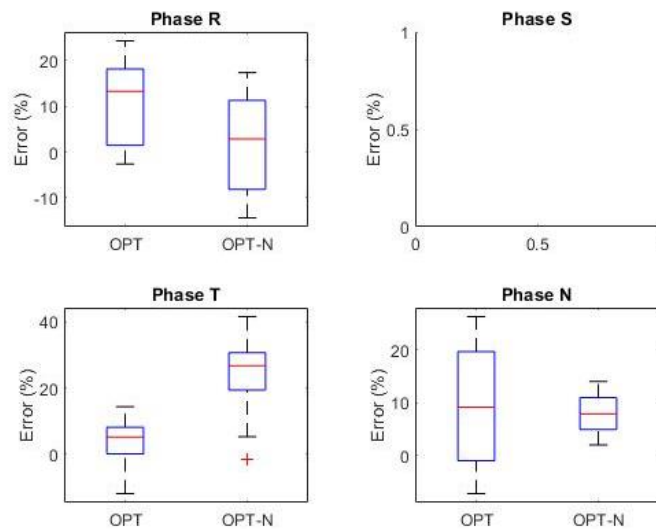 Phase R
Error (%)
20
10
0
-10
OPT
OPT-N
Phase S
Error (%)
1
0.5
0
0
0.5
Phase T
Error (%)
40
20
0
OPT
OPT-N
Phase N
Error (%)
20
10
0
OPT
OPT-N